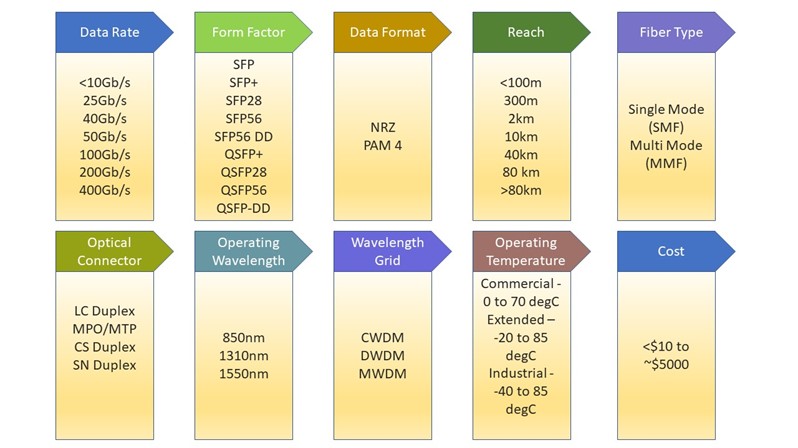 Data Rate
<10Gb/s
25Gb/s
40Gb/s
50Gb/s
100Gb/s
200Gb/s
400Gb/s
Form Factor
SFP
SFP+
SFP28
SFP56
SFP56 DD
QSFP+
QSFP28
QSFP56
QSFP-DD
Data Format
NRZ
PAM 4
Reach
<100m
300m
2km
10km
40km
80 km
>80km
Fiber Type
Single Mode
(SMF)
Multi Mode
(MMF)
Optical
Connector
LC Duplex
MPO/MTP
CS Duplex
SN Duplex
Operating
Wavelength
850nm
1310nm
1550nm
Wavelength
Grid
CWDM
DWDM
MWDM
Operating
Temperature
Commercial -
0 to 70 degC
Extended –
-20 to 85
degC
Industrial -
-40 to 85
degC
Cost
<$10 to
~$5000